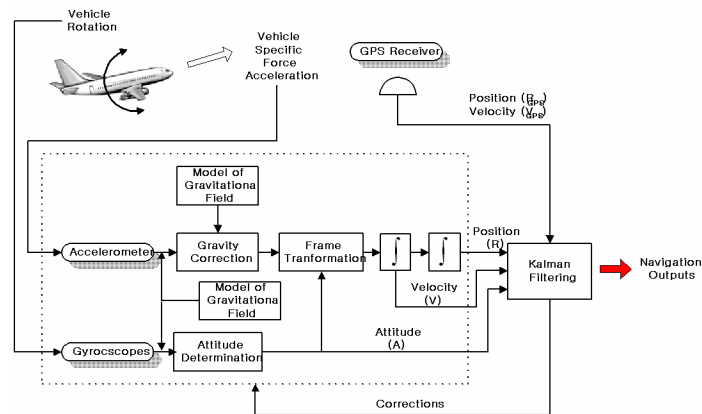 Vehicle
Rotation
Vehicle
Specific
Force
Acceleration
GPS Receiver
Position (R GPS)
Velocity (V GPS)
Model of
Gravitationa
Field
Accelerometer
Gravity
Correction
Frame
Tranformation
∫
∫
Position
(R)
Kalman
Filtering
Navigation
Outputs
Velocity
(V)
Model of
Gravitationa
Field
Gyrocscopes
Attitude
Determination
Attitude
(A)
Corrections